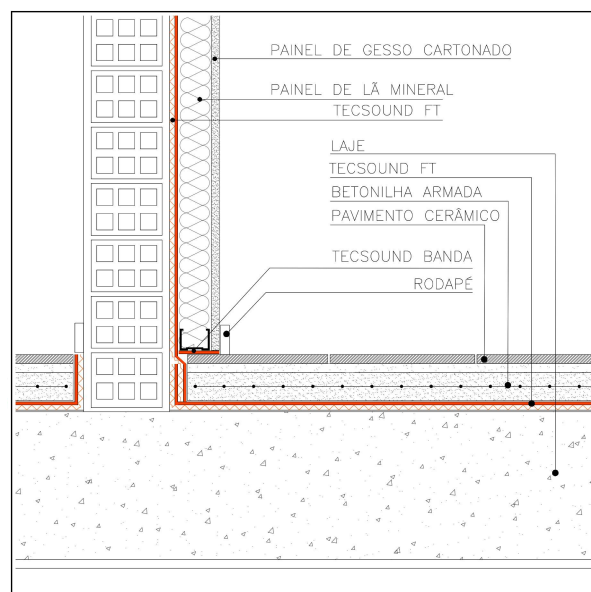 PAINEL DE GESSO CARTONADO
PAINEL DE LÃ MINERAL
TECSOUND FT
LAJE
TECSOUND FT
BETONILHA ARMADA
PAVIMENTO CERÂMICO
TECSOUND BANDA
RODAPÉ